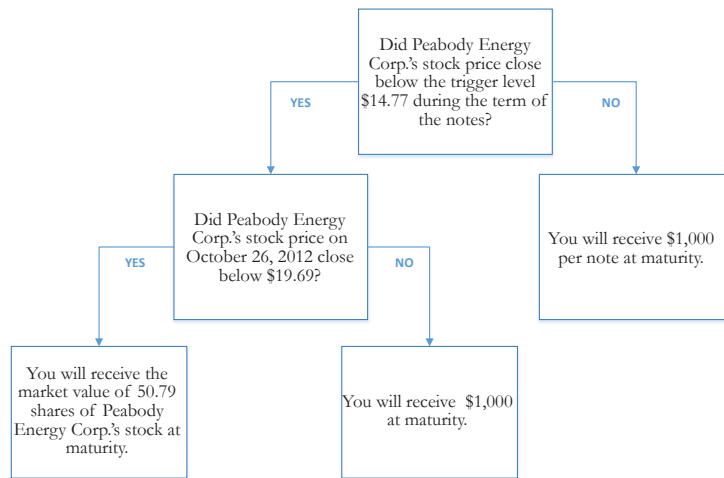 Did Peabody Energy
Corp.'s stock price close
below the trigger level
$14.77 during the term of
the notes?
YES
NO
Did Peabody Energy
Corp.'s stock price on
October 26, 2012 close
below $19.69?
You will receive $1,000
per note at maturity.
YES
NO
You will receive the
market value of 50.79
shares of Peabody
Energy Corp.'s stock at
maturity.
You will receive $1,000
at maturity.